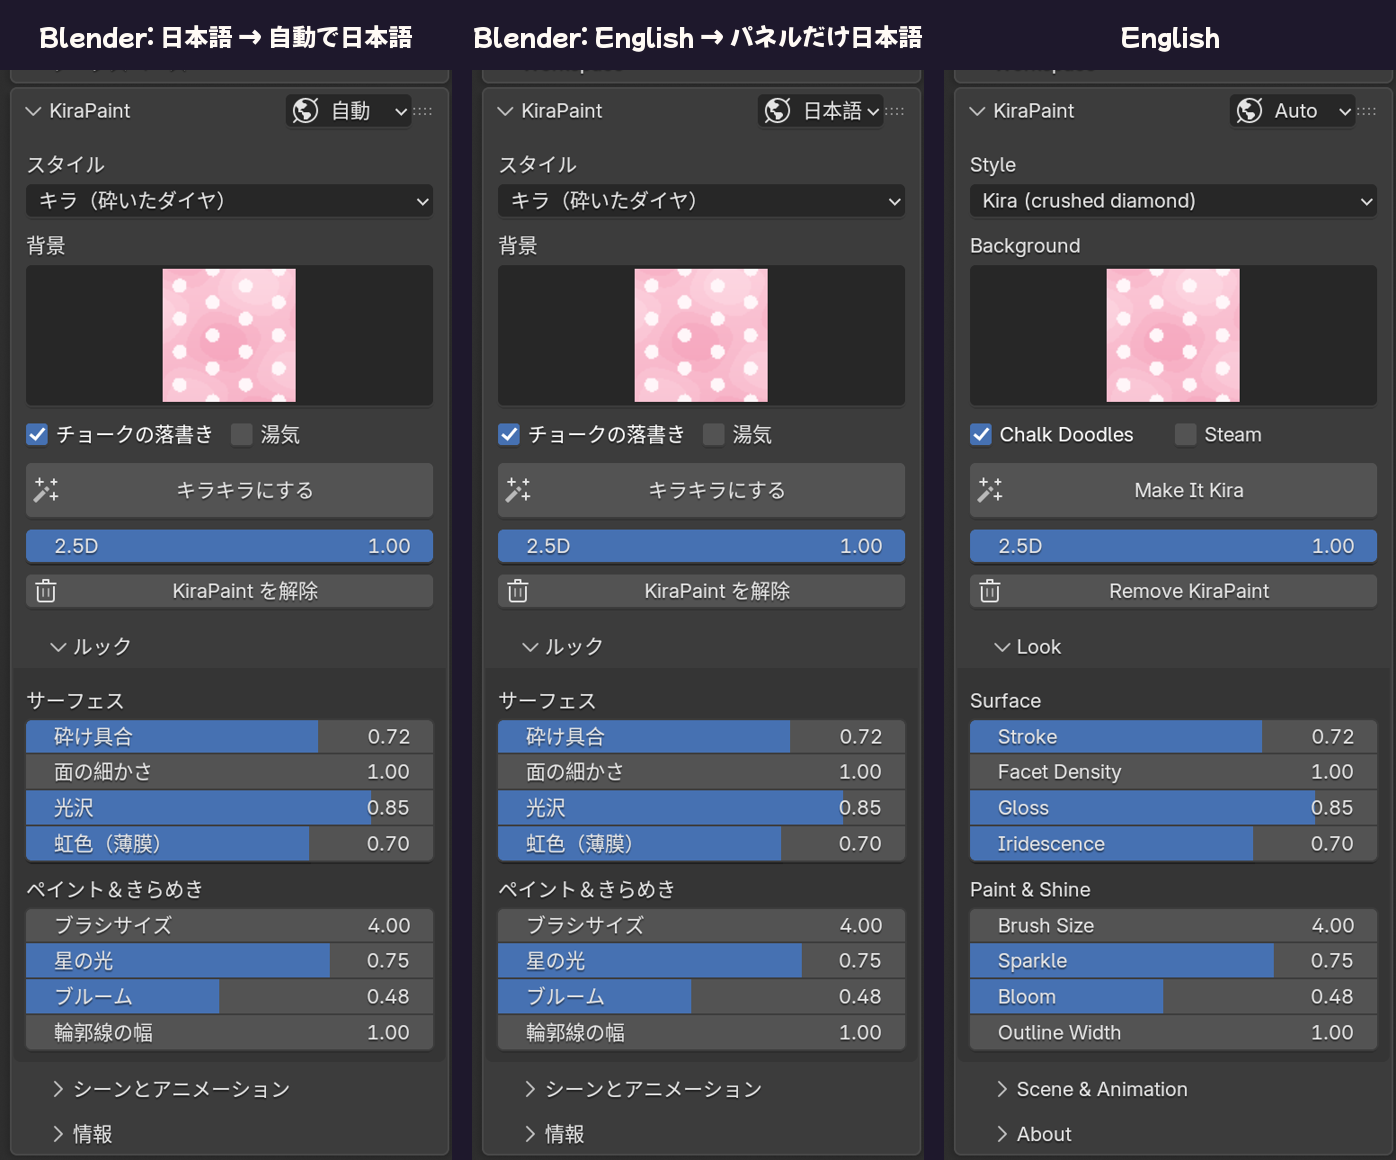 Blender: 日本語 → 自動で日本語
KiraPaint 自動
スタイル
キラ（砕いたダイヤ）
背景
チョークの落書き 湯気
キラキラにする
2.5D 1.00
KiraPaint を解除
ルック
サーフェス
砕け具合 0.72
面の細かさ 1.00
光沢 0.85
虹色（薄膜） 0.70
ペイント＆きらめき
ブラシサイズ 4.00
星の光 0.75
ブルーム 0.48
輪郭線の幅 1.00
シーンとアニメーション
情報
Blender: English → パネルだけ日本語
KiraPaint 日本語
スタイル
キラ（砕いたダイヤ）
背景
チョークの落書き 湯気
キラキラにする
2.5D 1.00
KiraPaint を解除
ルック
サーフェス
砕け具合 0.72
面の細かさ 1.00
光沢 0.85
虹色（薄膜） 0.70
ペイント＆きらめき
ブラシサイズ 4.00
星の光 0.75
ブルーム 0.48
輪郭線の幅 1.00
シーンとアニメーション
情報
English
KiraPaint Auto
Style
Kira (crushed diamond)
Background
Chalk Doodles Steam
Make It Kira
2.5D 1.00
Remove KiraPaint
Look
Surface
Stroke 0.72
Facet Density 1.00
Gloss 0.85
Iridescence 0.70
Paint & Shine
Brush Size 4.00
Sparkle 0.75
Bloom 0.48
Outline Width 1.00
Scene & Animation
About